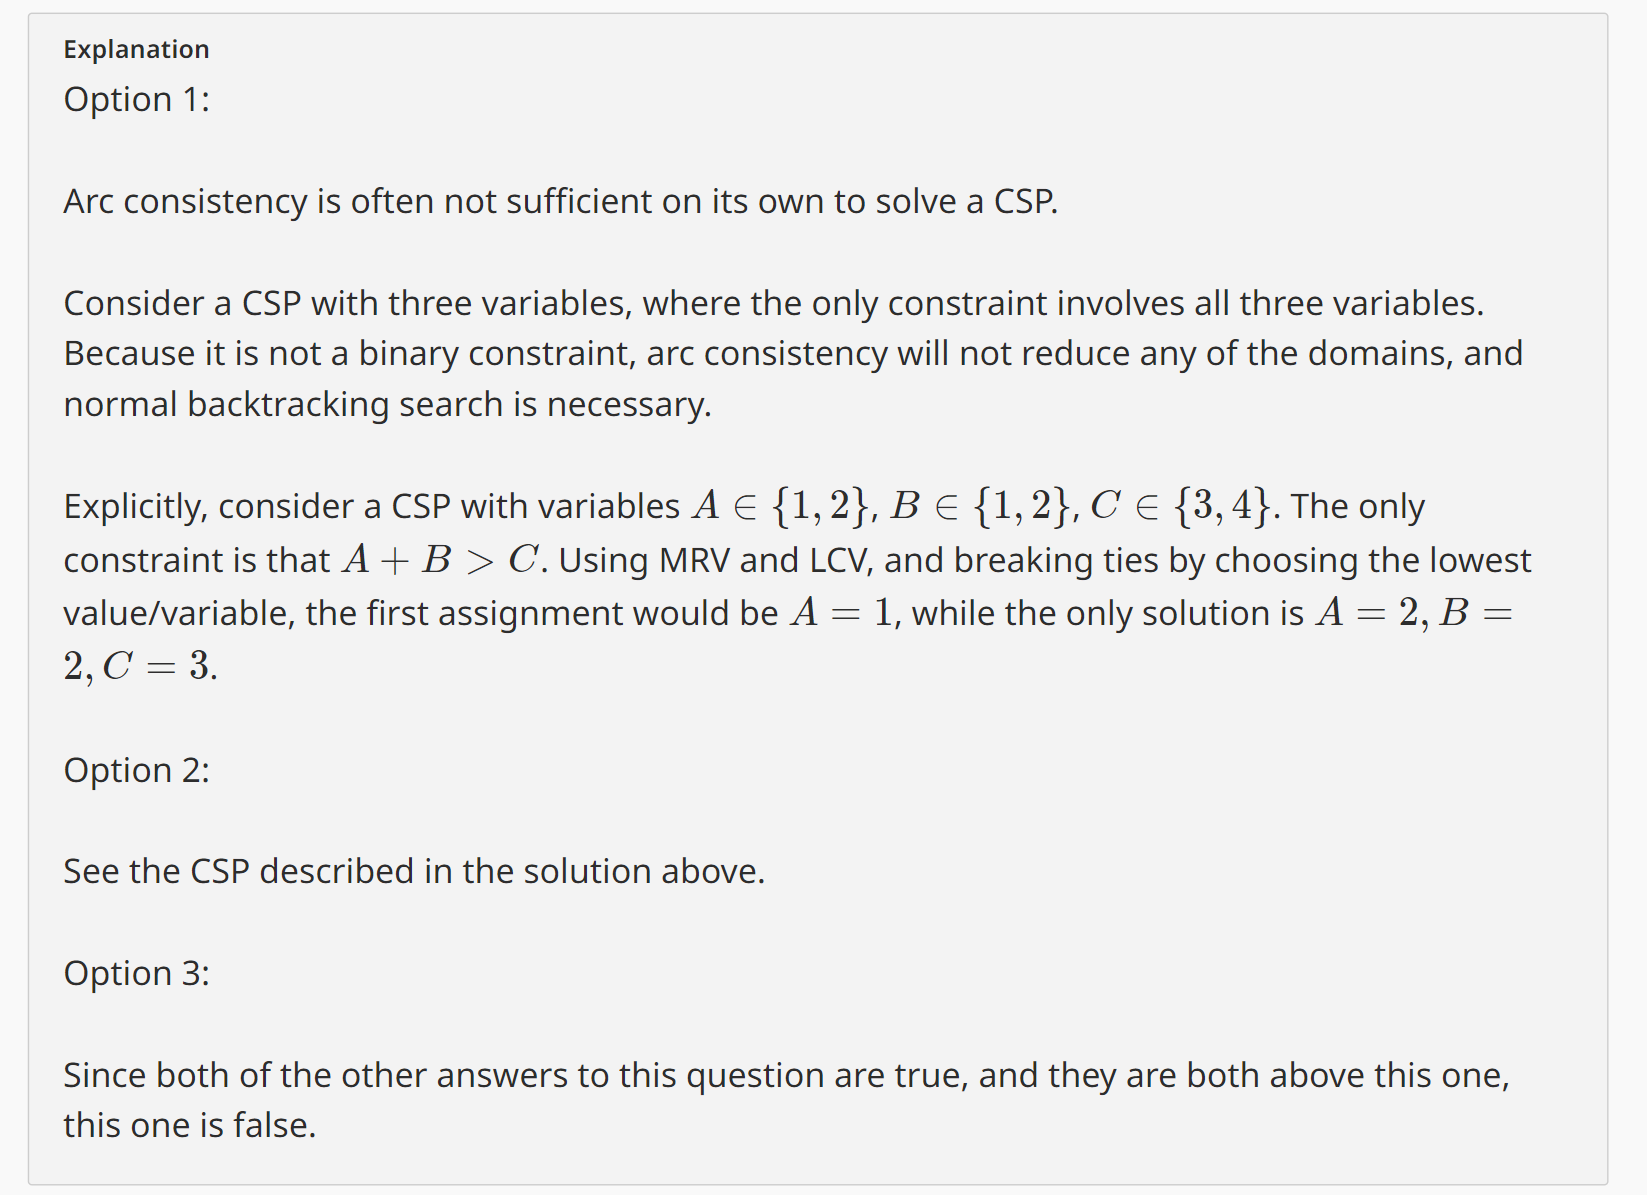 Explanation
Option 1:
Arc consistency is often not sufficient on its own to solve a CSP.
Consider a CSP with three variables, where the only constraint involves all three variables.
Because it is not a binary constraint, arc consistency will not reduce any of the domains, and
normal backtracking search is necessary.
Explicitly, consider a CSP with variables A ∈ {1, 2}, B ∈ {1, 2}, C ∈ {3, 4}. The only
constraint is that A + B > C. Using MRV and LCV, and breaking ties by choosing the lowest
value/variable, the first assignment would be A = 1, while the only solution is A = 2, B =
2, C = 3.
Option 2:
See the CSP described in the solution above.
Option 3:
Since both of the other answers to this question are true, and they are both above this one,
this one is false.